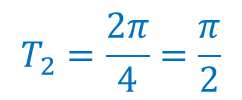 T₂ = 2π/4 = π/2